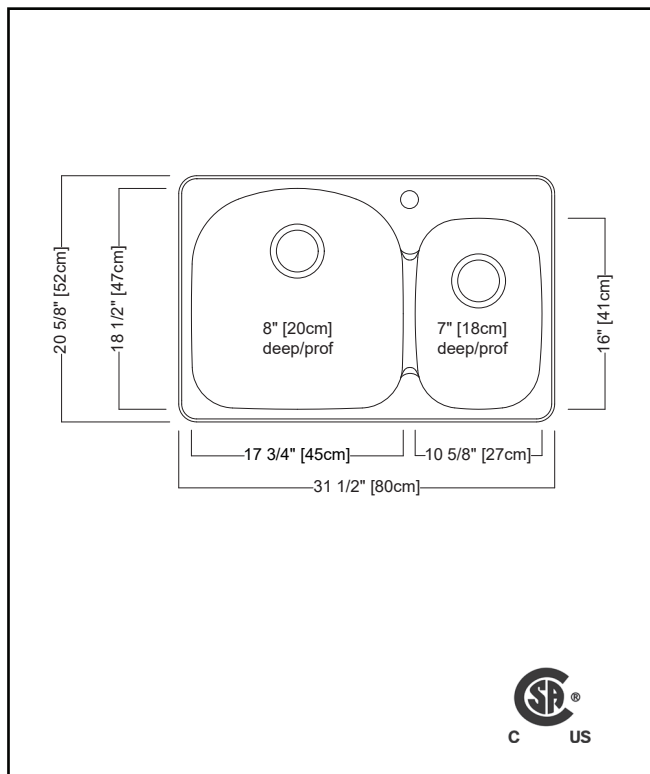 20 5/8" [52cm]
18 1/2" [47cm]
8" [20cm]
deep/prof
7" [18cm]
deep/prof
16" [41cm]
17 3/4" [45cm]
10 5/8" [27cm]
31 1/2" [80cm]
SA ®
C US